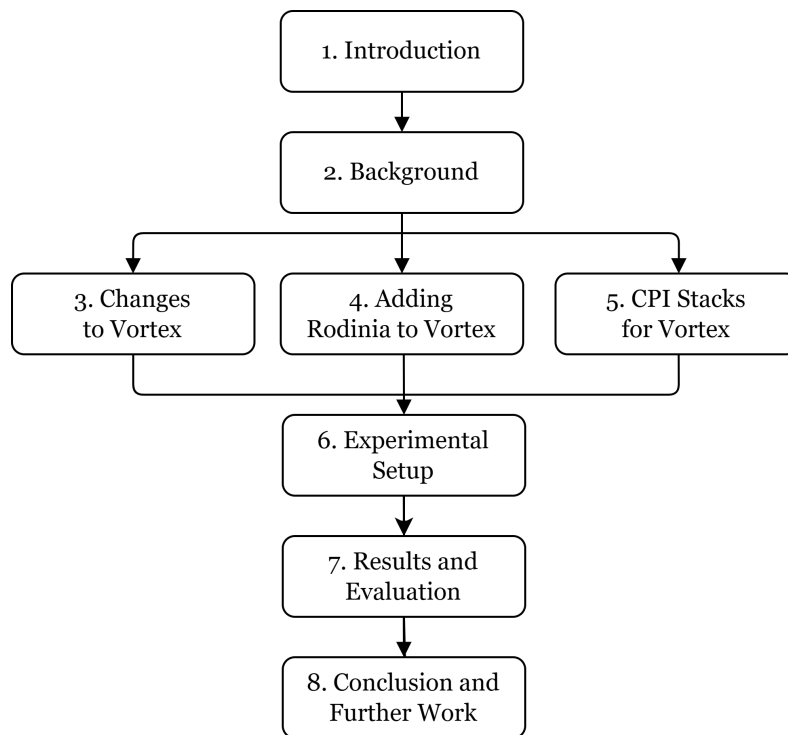 1. Introduction
2. Background
3. Changes
to Vortex
4. Adding
Rodinia to Vortex
5. CPI Stacks
for Vortex
6. Experimental
Setup
7. Results and
Evaluation
8. Conclusion and
Further Work